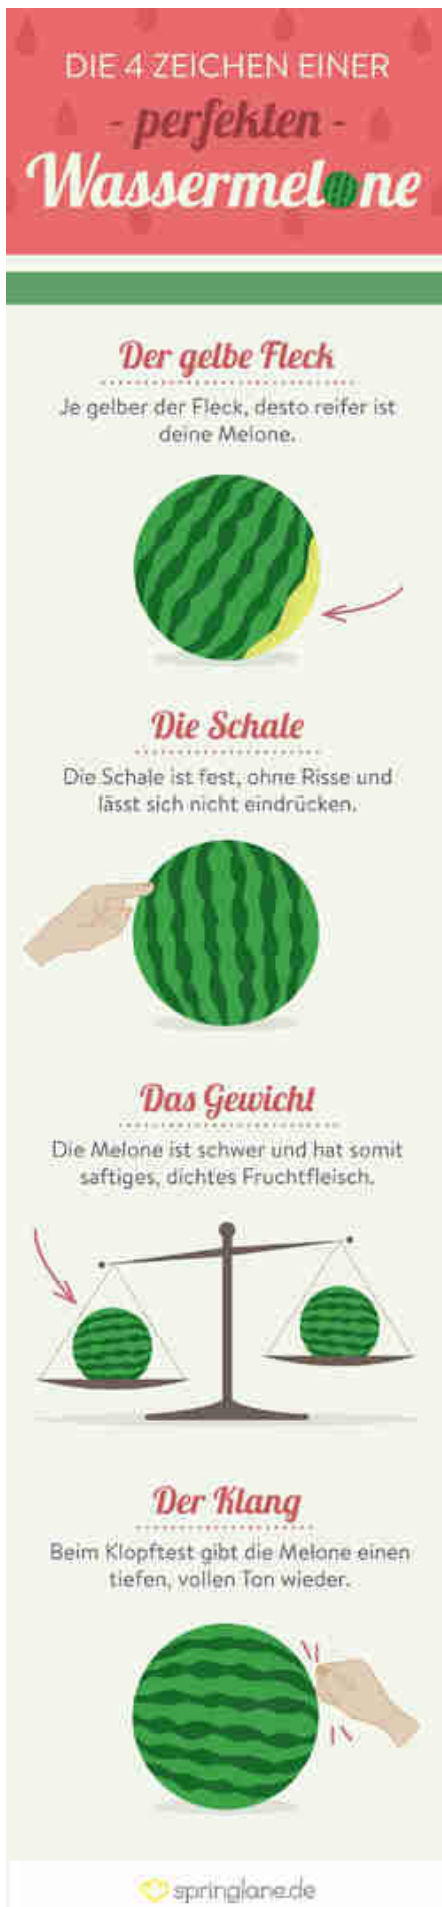 DIE 4 ZEICHEN EINER
- perfekten -
Wassermelone
Der gelbe Fleck
Je gelber der Fleck, desto reifer ist
deine Melone.
Die Schale
Die Schale ist fest, ohne Risse und
lässt sich nicht eindrücken.
Das Gewicht
Die Melone ist schwer und hat somit
saftiges, dichtes Fruchtfleisch.
Der Klang
Beim Klopftest gibt die Melone einen
tiefen, vollen Ton wieder.
springlane.de